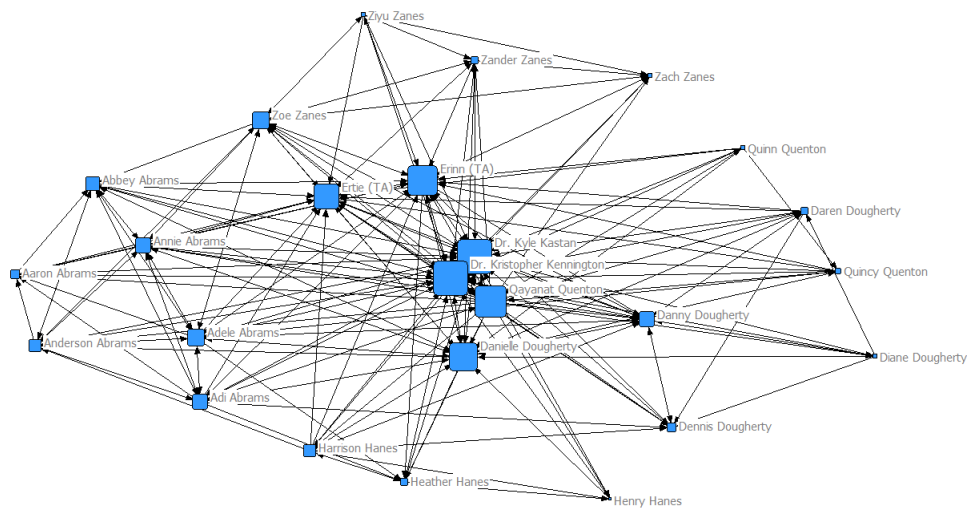 Ziyu Zanes
Zander Zanes
Zach Zanes
Zoe Zanes
Quinn Quenton
Erinn (TA)
Abbey Abrams
Ertie (TA)
Daren Dougherty
Annie Abrams
Dr. Kyle Kastan
Dr. Kristopher Kennington
Aaron Abrams
Quincy Quenton
Qayanat Quenton
Danny Dougherty
Adele Abrams
Anderson Abrams
Danielle Dougherty
Diane Dougherty
Adi Abrams
Dennis Dougherty
Harrison Hanes
Heather Hanes
Henry Hanes